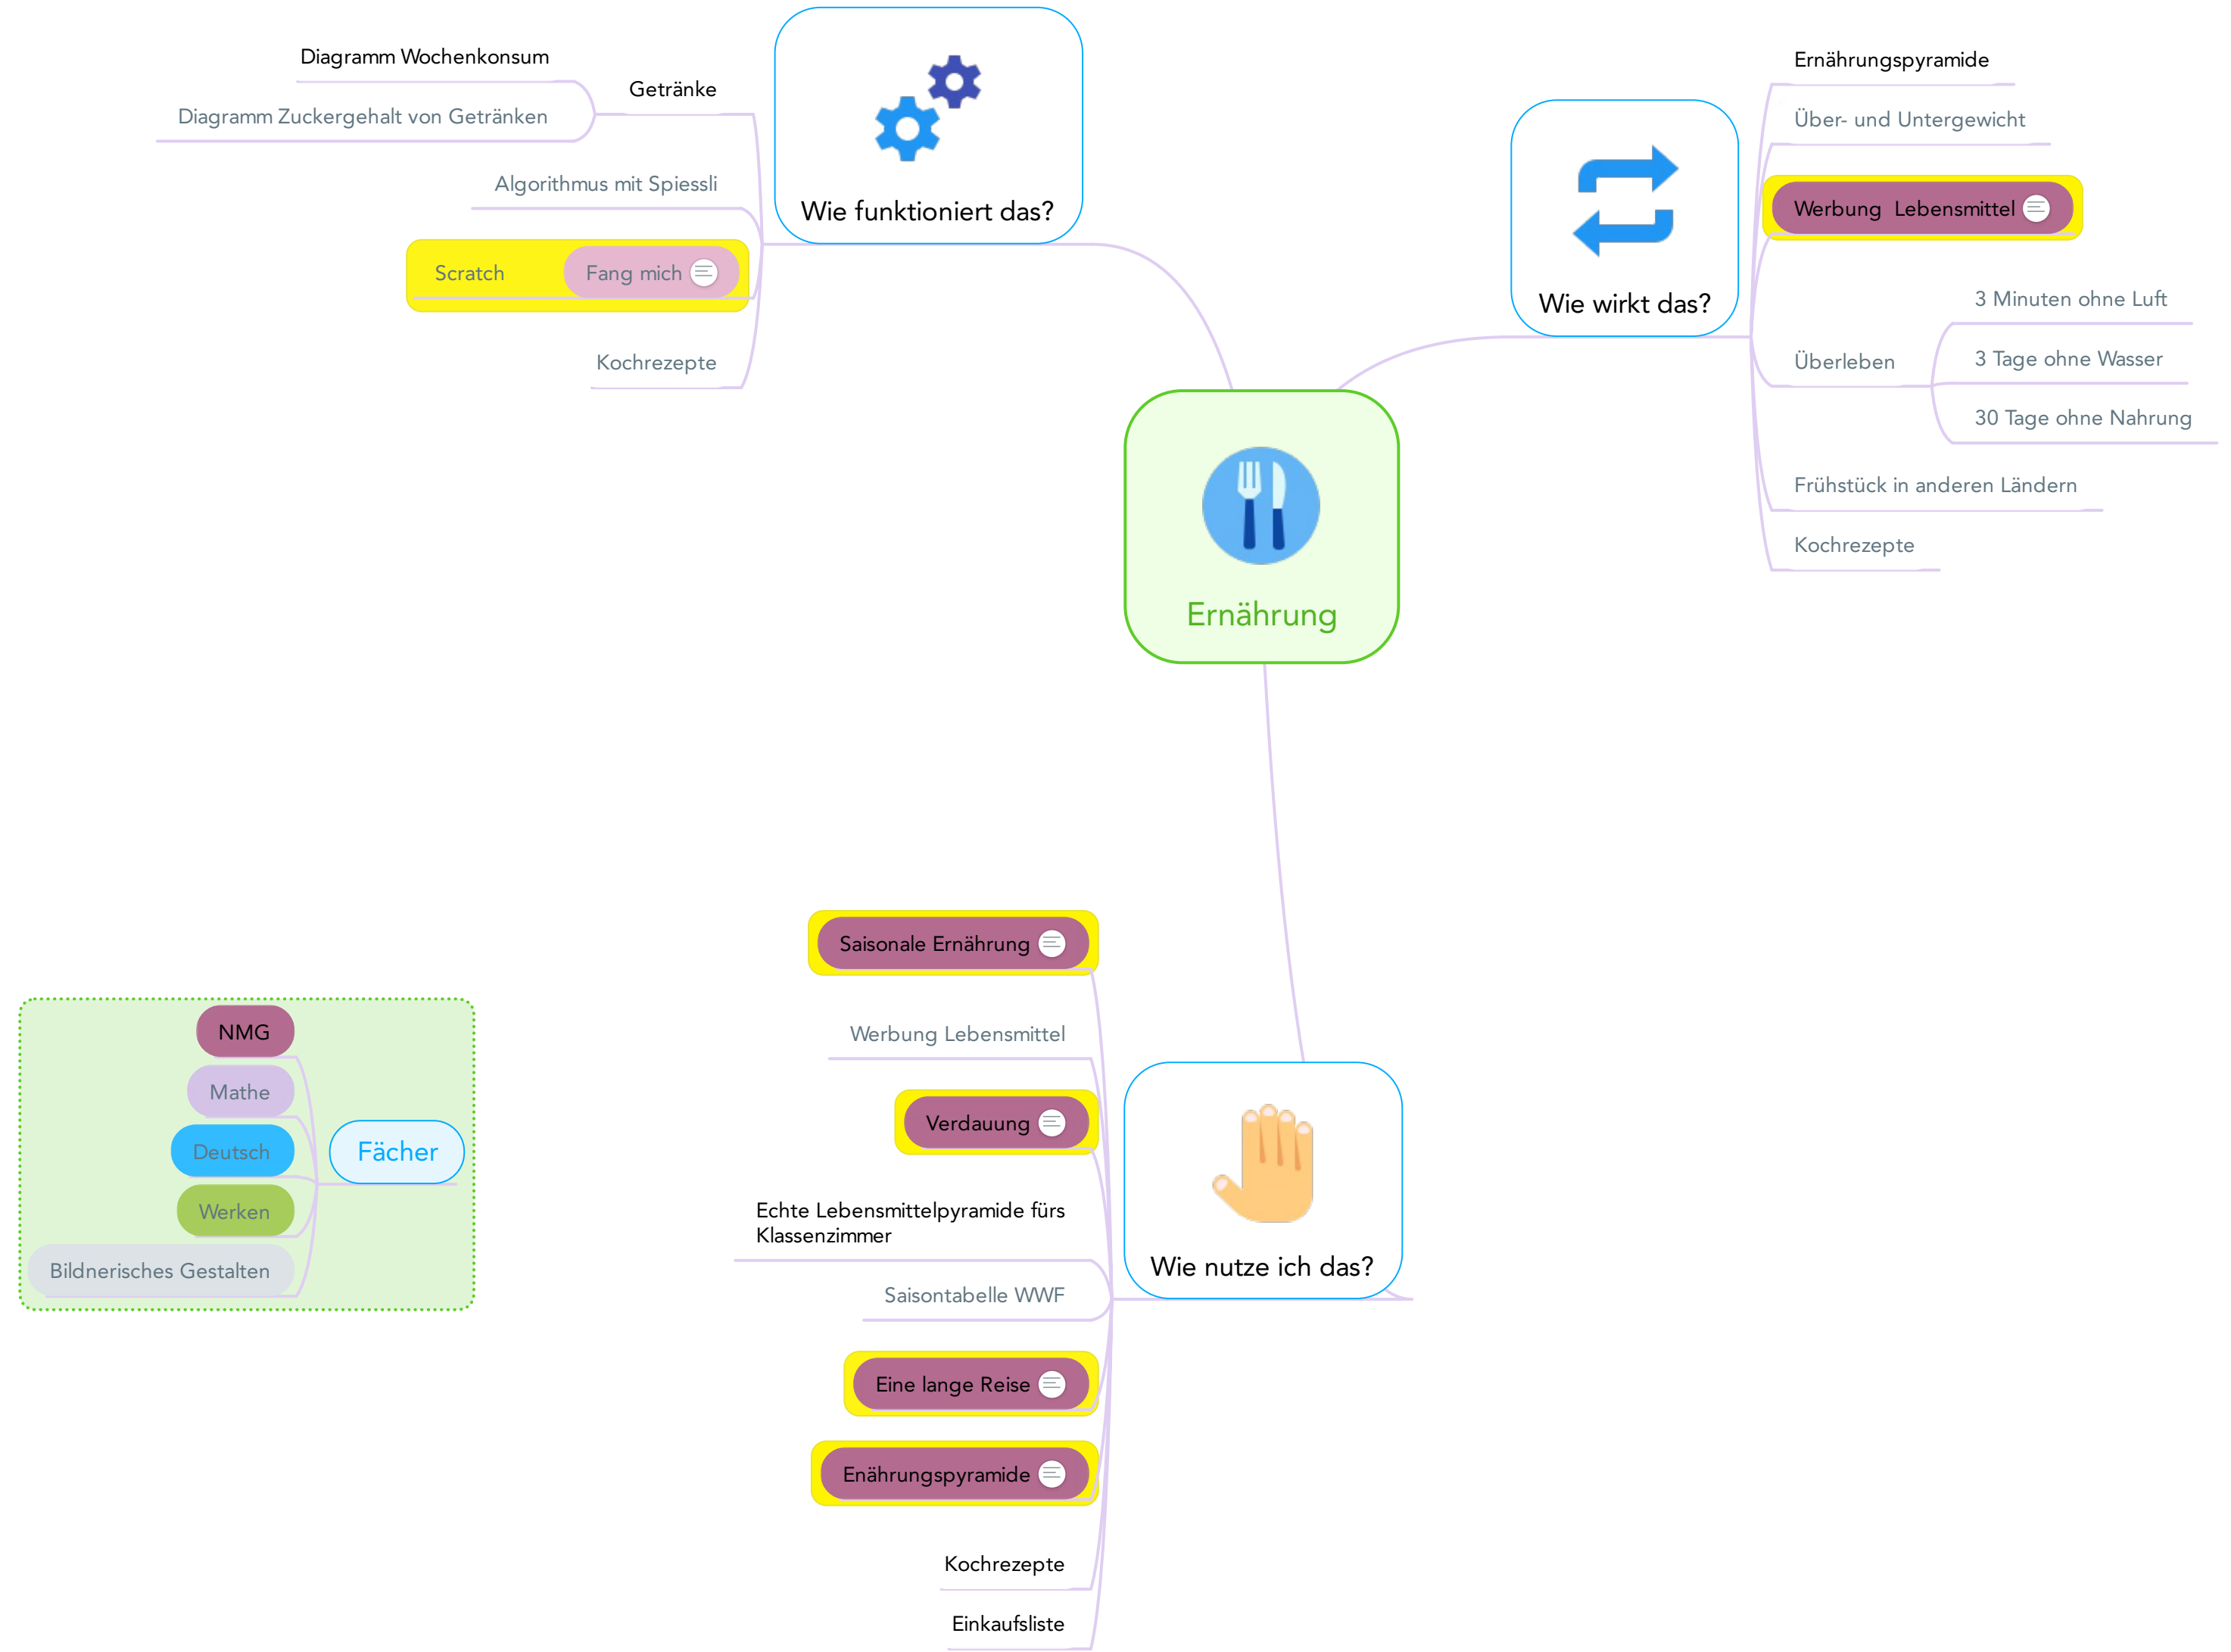 Diagramm Wochenkonsum
Diagramm Zuckergehalt von Getränken
Getränke
Algorithmus mit Spiessli
Scratch
Fang mich
Kochrezepte
Wie funktioniert das?
Wie wirkt das?
Ernährungspyramide
Über- und Untergewicht
Werbung  Lebensmittel
Überleben
3 Minuten ohne Luft
3 Tage ohne Wasser
30 Tage ohne Nahrung
Frühstück in anderen Ländern
Kochrezepte
Ernährung
Saisonale Ernährung
Werbung Lebensmittel
Verdauung
Echte Lebensmittelpyramide fürs
Klassenzimmer
Saisontabelle WWF
Eine lange Reise
Enährungspyramide
Kochrezepte
Einkaufsliste
Wie nutze ich das?
NMG
Mathe
Deutsch
Werken
Bildnerisches Gestalten
Fächer